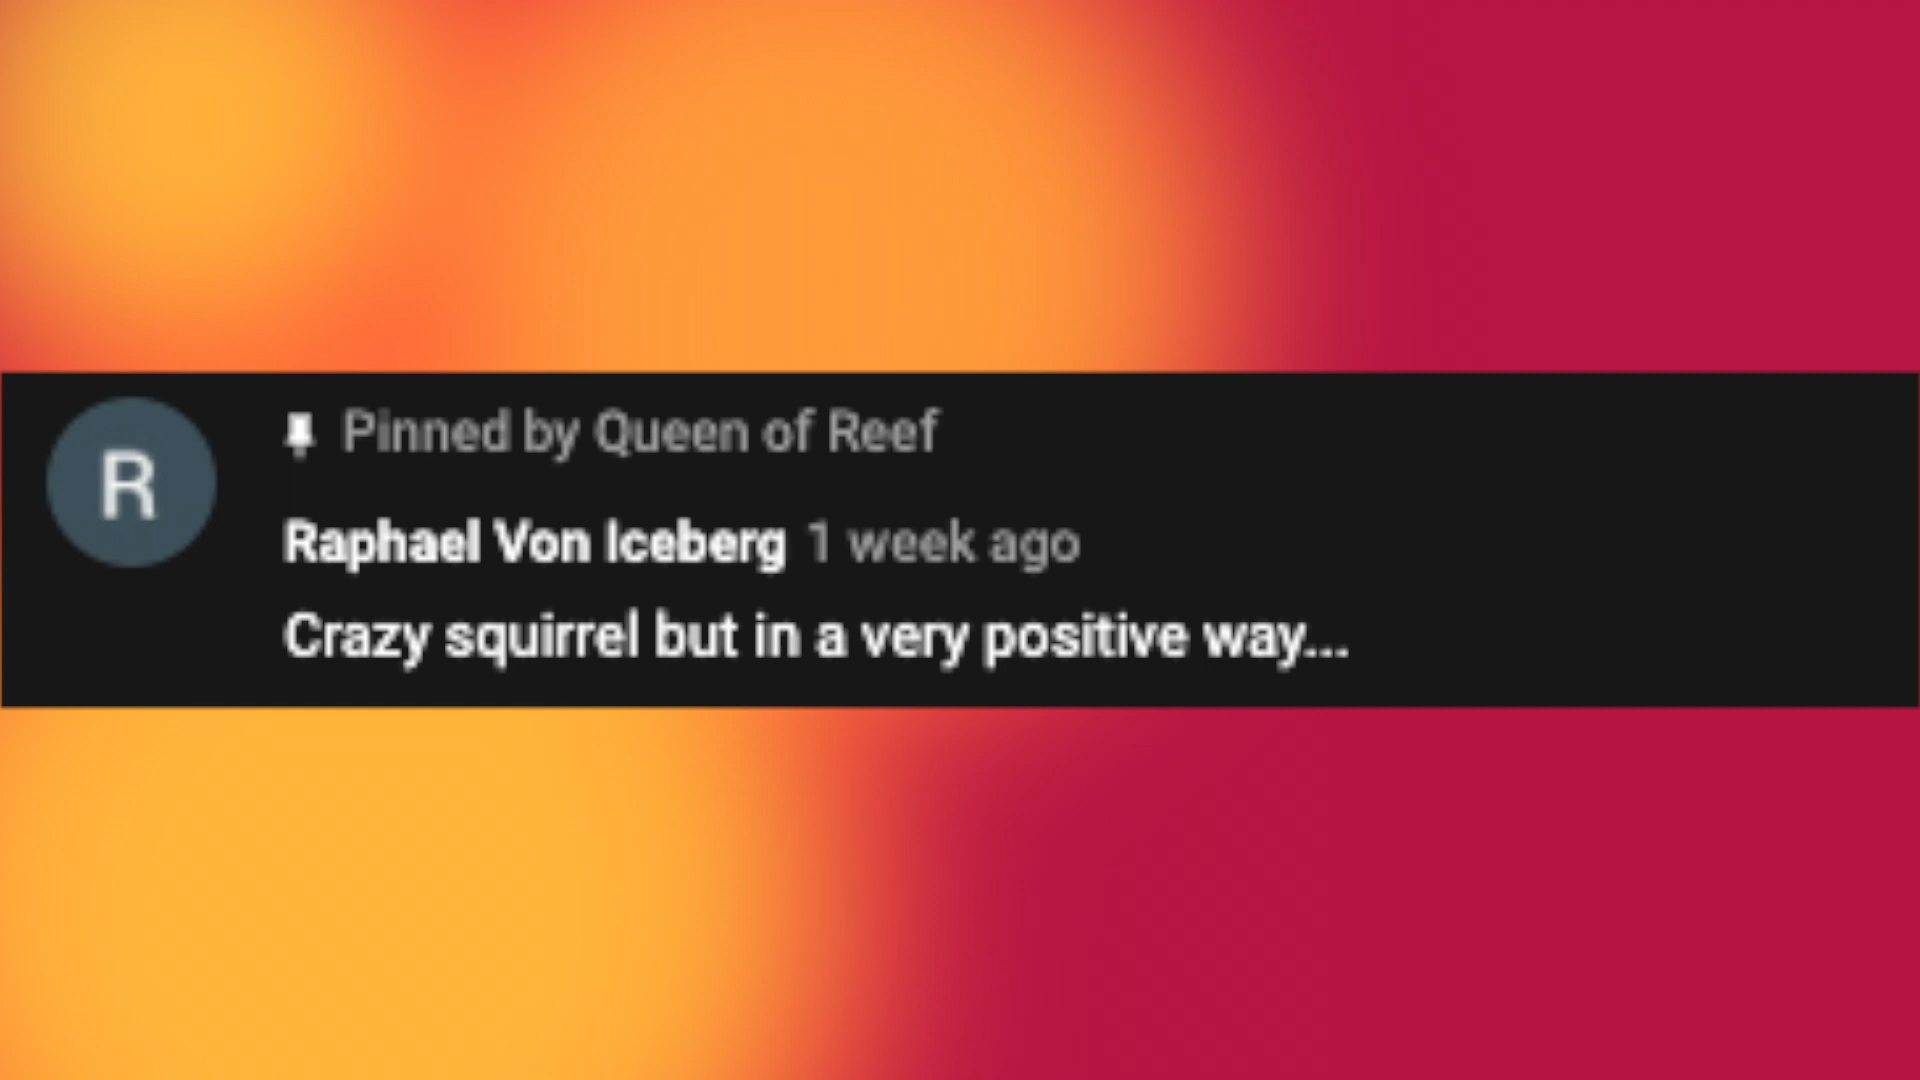 R
Pinned by Queen of Reef
Raphael Von Iceberg 1 week ago
Crazy squirrel but in a very positive way...